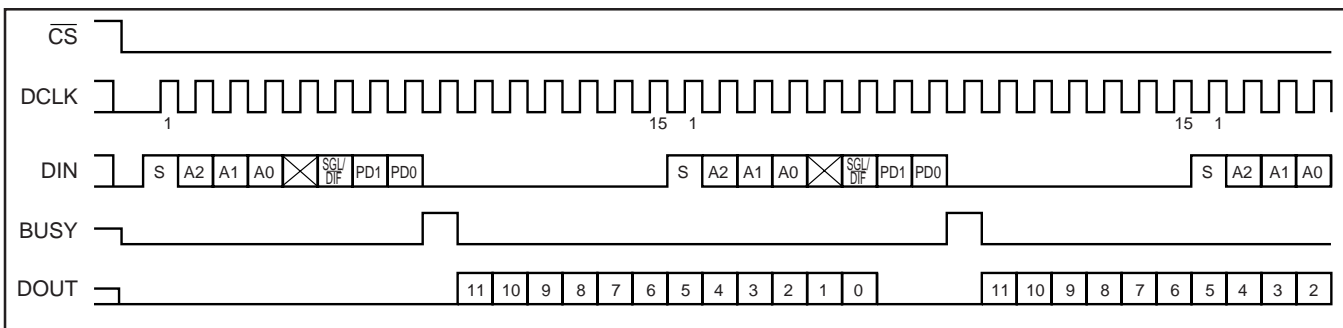 CS
DCLK
1 15 1 15 1
DIN S A2 A1 A0 SGL/DIF PD1 PD0 S A2 A1 A0 SGL/DIF PD1 PD0 S A2 A1 A0
BUSY
DOUT 11 10 9 8 7 6 5 4 3 2 1 0 11 10 9 8 7 6 5 4 3 2